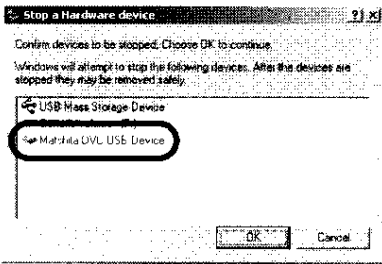 Stop a Hardware device
Confirm devices to be stopped, Choose OK to continue.
Windows will attempt to stop the following devices. After the devices are
stopped they may be removed safely.
USB Mass Storage Device
Matshita DVC USB Device
OK
Cancel